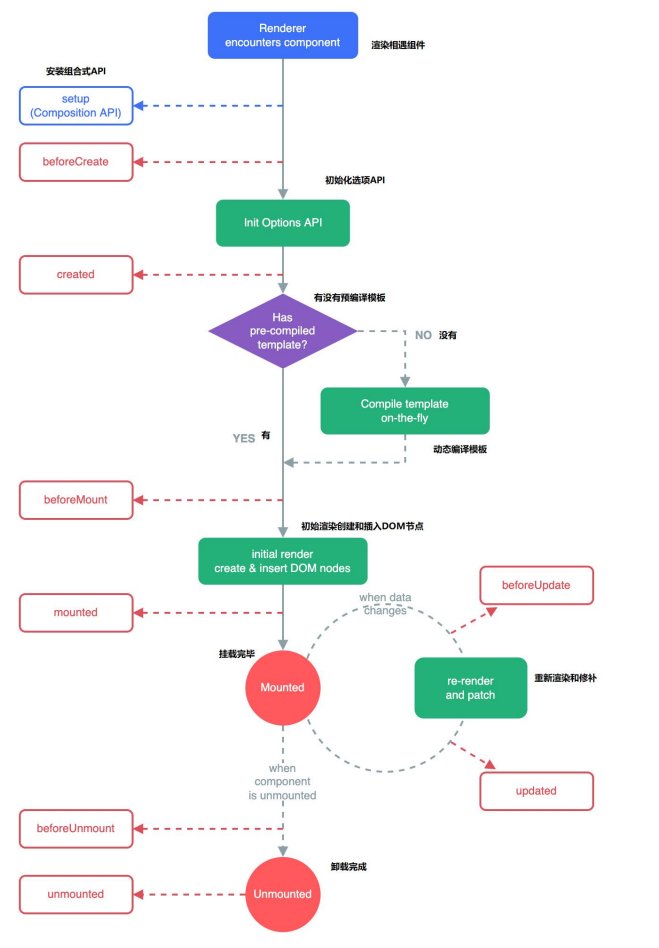 Renderer
encounters component
渲染相遇组件
安装组合式API
setup
(Composition API)
beforeCreate
初始化选项API
Init Options API
created
有没有预编译模板
Has
pre-compiled
template?
NO 没有
Compile template
on-the-fly
YES 有
动态编译模板
beforeMount
初始渲染创建和插入DOM节点
initial render
create & insert DOM nodes
beforeUpdate
when data
changes
mounted
挂载完毕
Mounted
re-render
and patch
重新渲染和修补
when
component
is unmounted
updated
beforeUnmount
卸载完成
unmounted
Unmounted